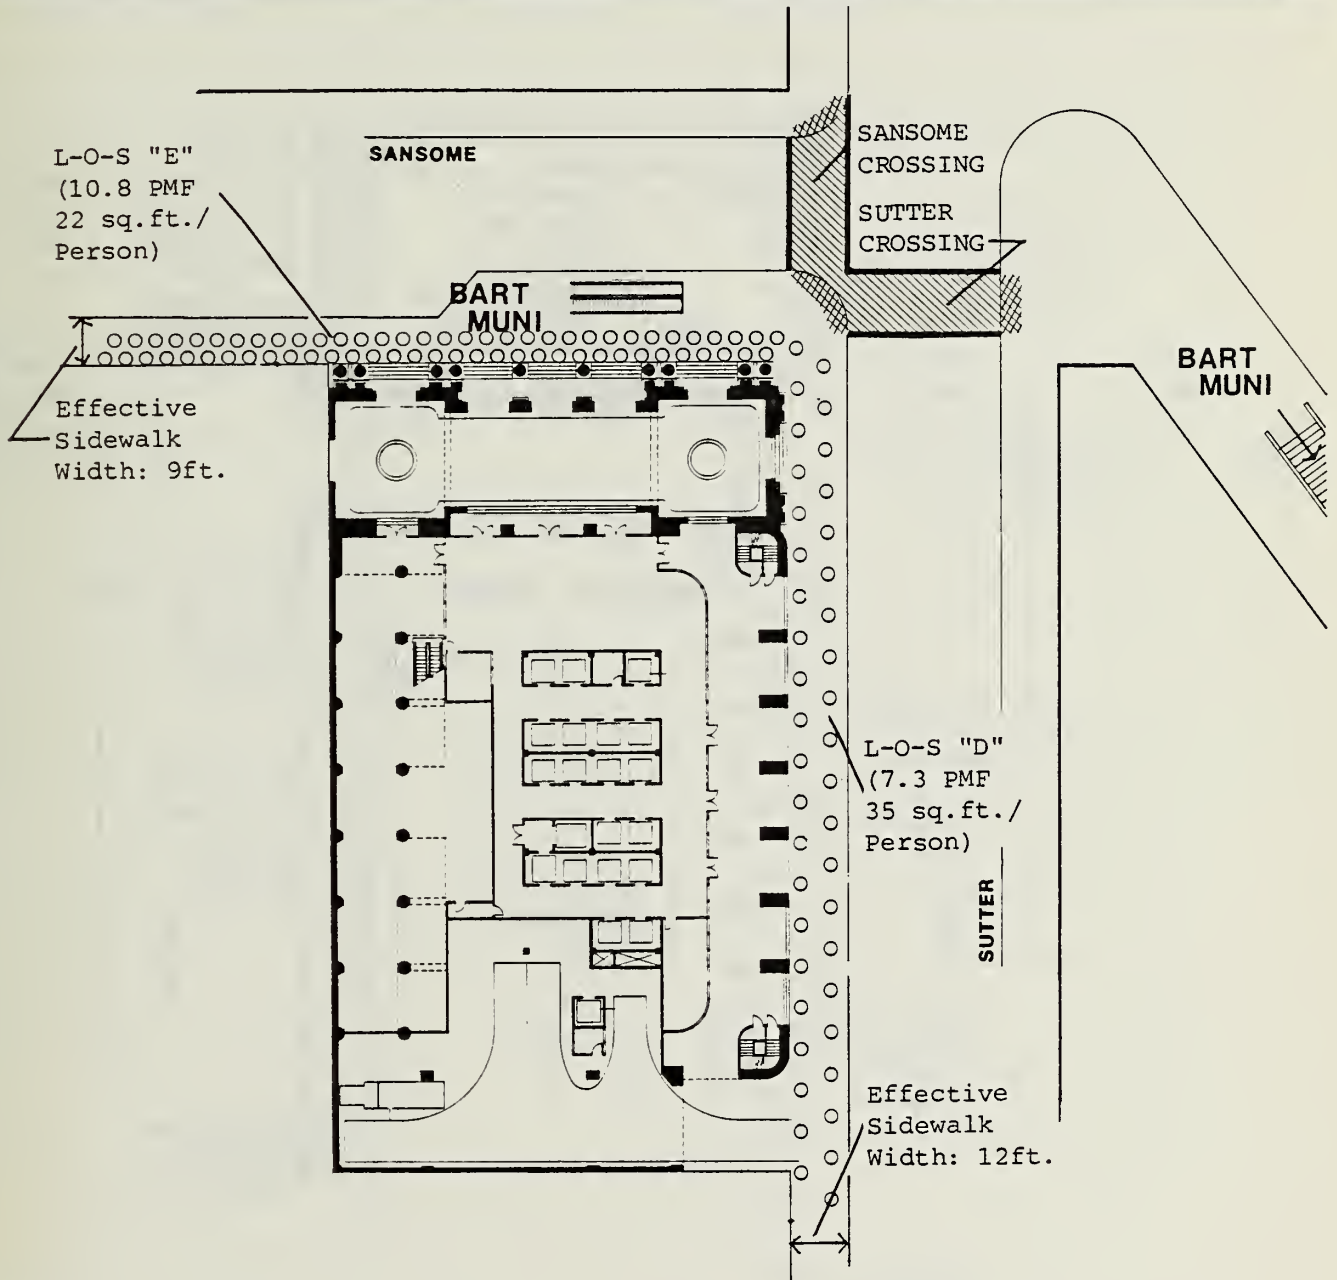 SANSOME
L-O-S "E"
(10.8 PMF
22 sq.ft./
Person)
SANSOME
CROSSING
SUTTER
CROSSING
BART
MUNI
BART
MUNI
Effective
Sidewalk
Width: 9ft.
L-O-S "D"
(7.3 PMF
35 sq.ft./
Person)
SUTTER
Effective
Sidewalk
Width: 12ft.